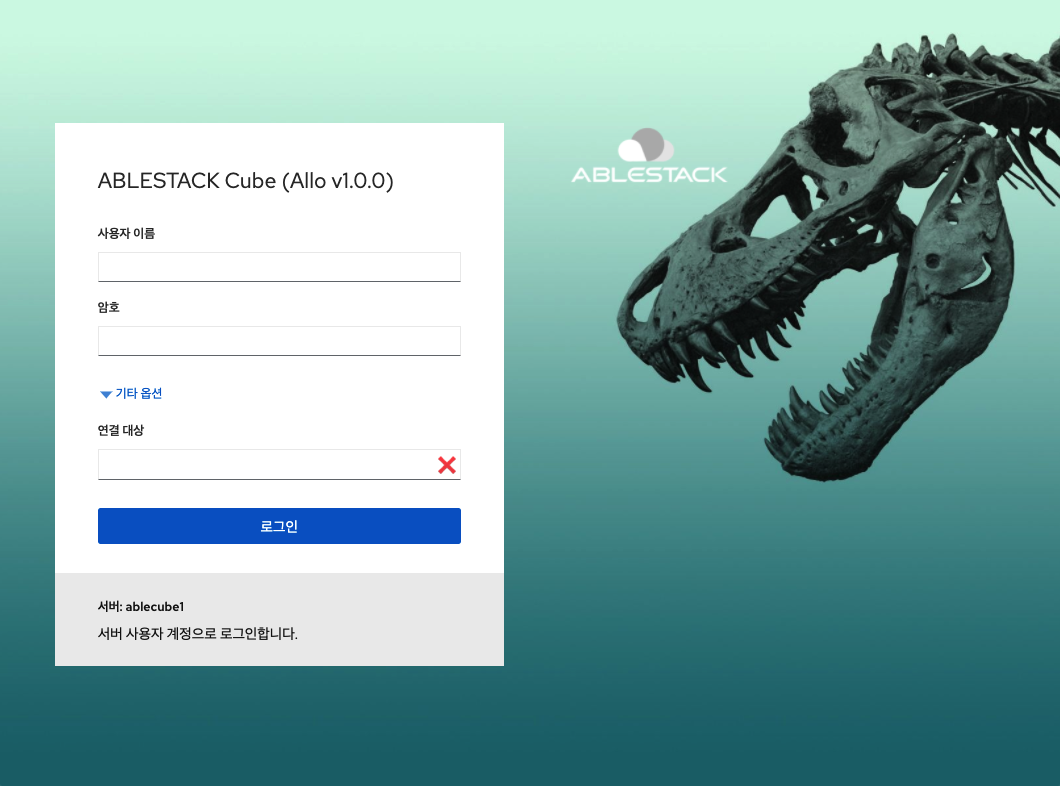 ABLESTACK Cube (Allo v1.0.0)
사용자 이름
암호
기타 옵션
연결 대상
로그인
서버: ablecube1
서버 사용자 계정으로 로그인합니다.
ABLESTACK